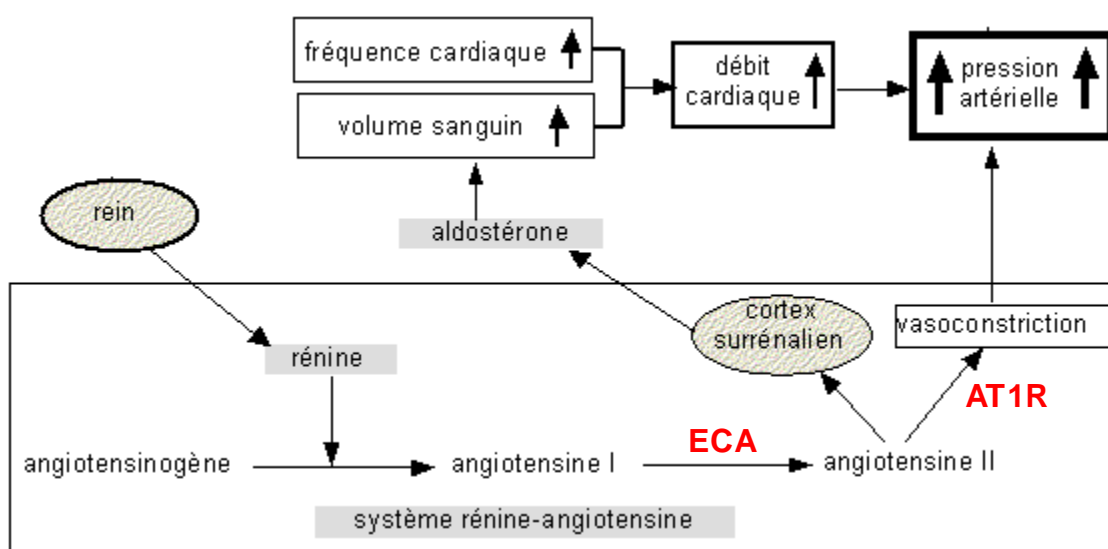 fréquence cardiaque
volume sanguin
débit
cardiaque
pression
artérielle
rein
aldostérone
cortex
surrénalien
vasoconstriction
rénine
AT1R
ECA
angiotensinogène
angiotensine I
angiotensine II
système rénine-angiotensine